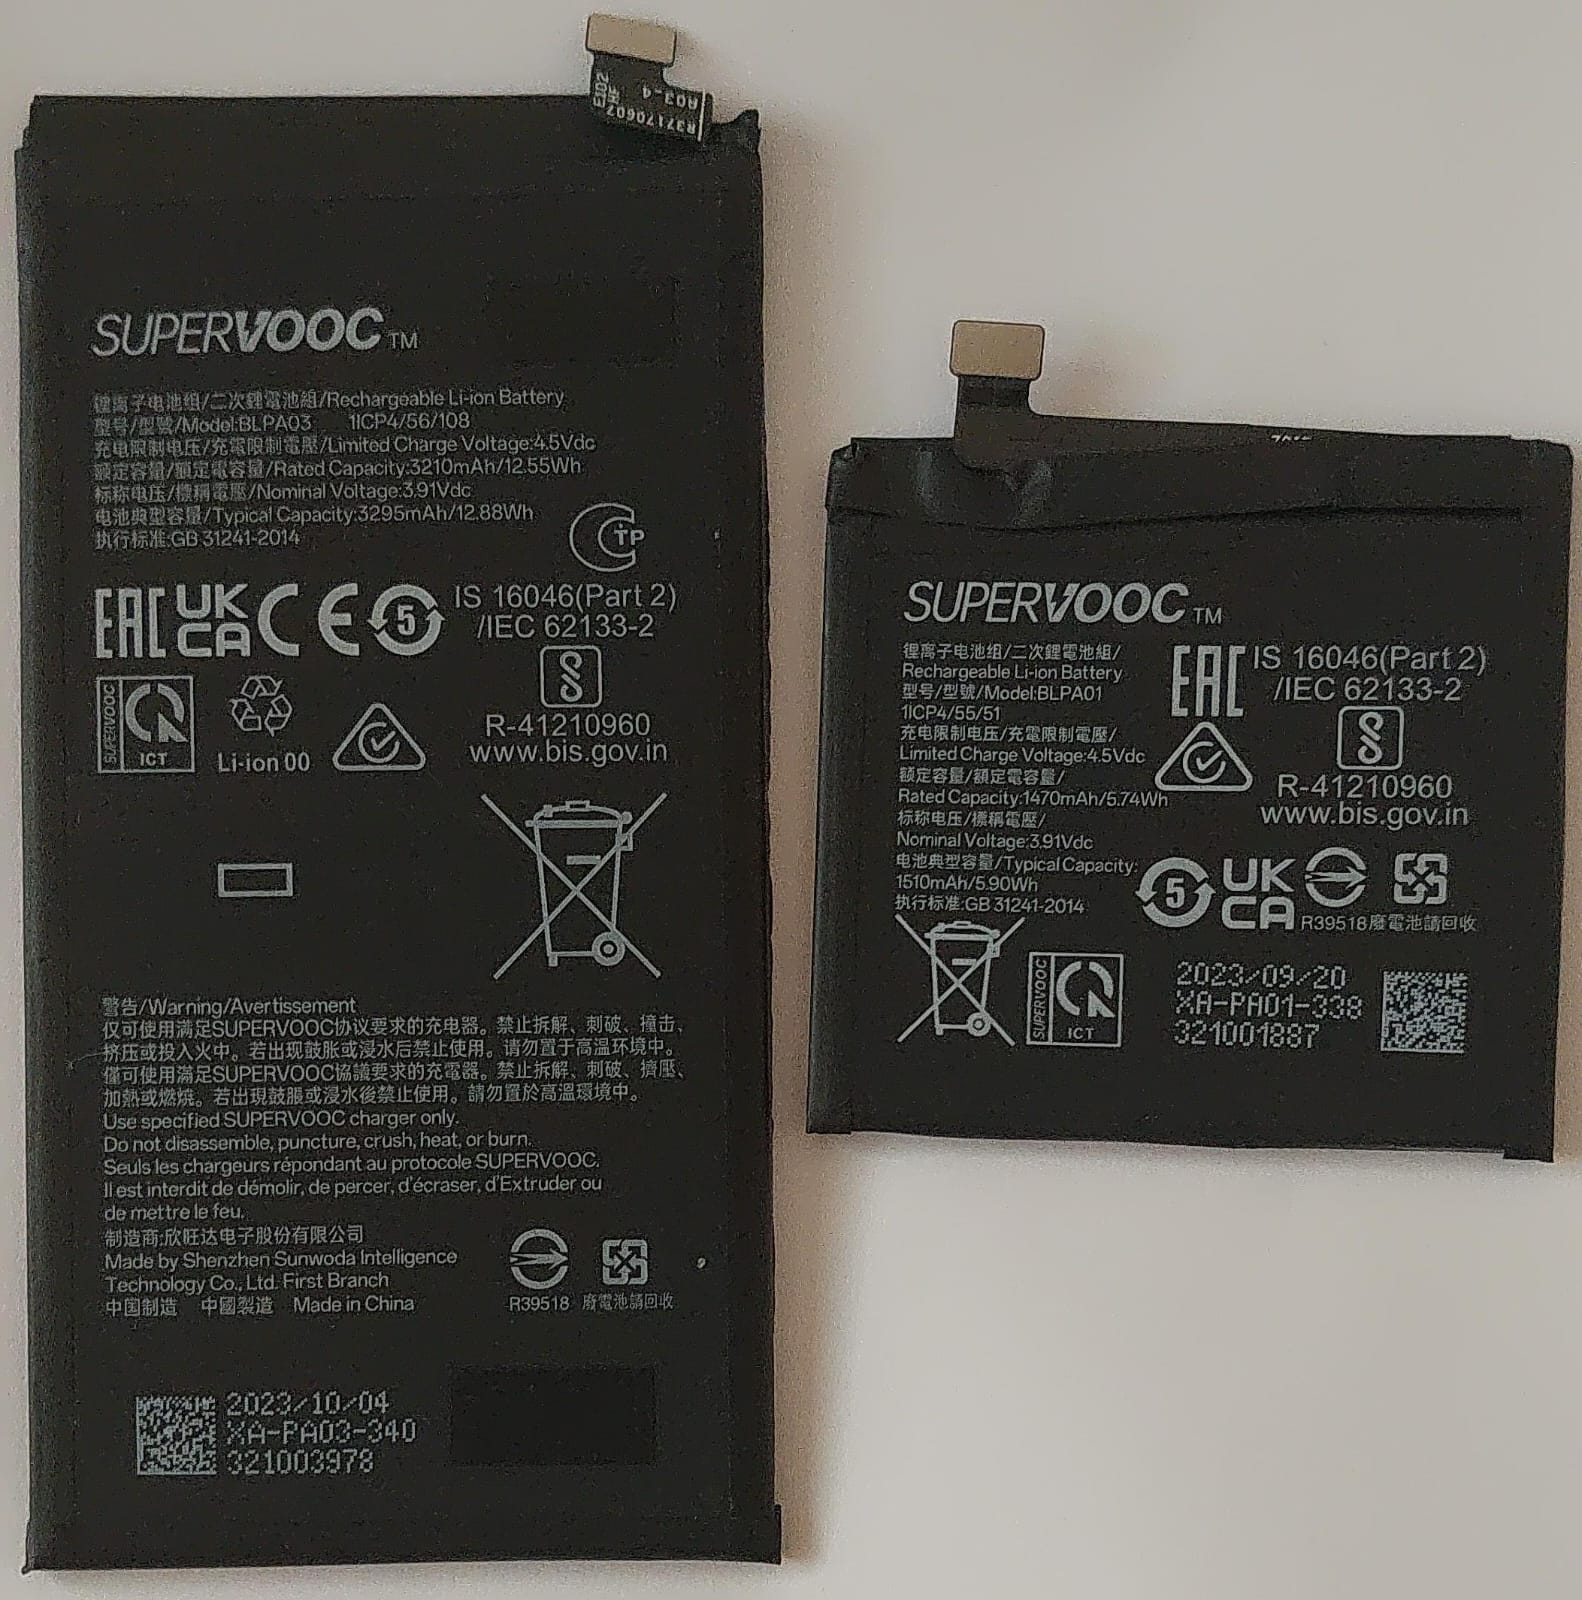 2302
A03_4
R371706607
SUPERVOOC™
锂离子电池组/二次鋰電池組/Rechargeable Li-ion Battery
型号/型號/Model:BLPA03 1ICP4/56/108
充电限制电压/充電限制電壓/Limited Charge Voltage:4.5Vdc
额定容量/額定電容量/Rated Capacity:3210mAh/12.55Wh
标称电压/標稱電壓/Nominal Voltage:3.91Vdc
电池典型容量/Typical Capacity:3295mAh/12.88Wh
执行标准:GB 31241-2014
TP
EAC UK CA CE 5 IS 16046(Part 2)
/IEC 62133-2
R-41210960
www.bis.gov.in
SUPERVOOC
ICT
Li-ion 00
警告/Warning/Avertissement
仅可使用满足SUPERVOOC协议要求的充电器。禁止拆解、刺破、撞击、
挤压或投入火中。若出现鼓胀或浸水后禁止使用。请勿置于高温环境中。
僅可使用滿足SUPERVOOC協議要求的充電器。禁止拆解、刺破、擠壓、
加熱或燃燒。若出現鼓脹或浸水後禁止使用。請勿置於高溫環境中。
Use specified SUPERVOOC charger only.
Do not disassemble, puncture, crush, heat, or burn.
Seuls les chargeurs répondant au protocole SUPERVOOC.
Il est interdit de démolir, de percer, d'écraser, d'Extruder ou
de mettre le feu.
制造商:欣旺达电子股份有限公司
Made by Shenzhen Sunwoda Intelligence
Technology Co., Ltd. First Branch
中国制造 中國製造 Made in China
R39518 廢電池請回收
2023/10/04
XA-PA03-340
321003978
SUPERVOOC™
锂离子电池组/二次鋰電池組/
Rechargeable Li-ion Battery
型号/型號/Model:BLPA01
1ICP4/55/51
充电限制电压/充電限制電壓/
Limited Charge Voltage:4.5Vdc
额定容量/額定電容量/
Rated Capacity:1470mAh/5.74Wh
标称电压/標稱電壓/
Nominal Voltage:3.91Vdc
电池典型容量/Typical Capacity:
1510mAh/5.90Wh
执行标准:GB 31241-2014
EAC IS 16046(Part 2)
/IEC 62133-2
R-41210960
www.bis.gov.in
5 UK CA
R39518廢電池請回收
SUPERVOOC
ICT
2023/09/20
XA-PA01-338
321001887